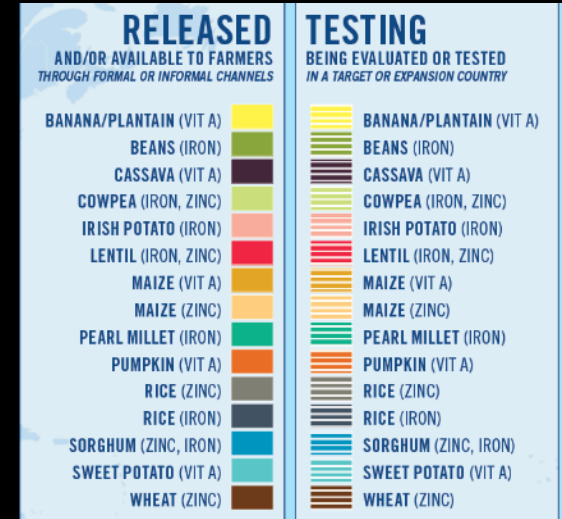 RELEASED
AND/OR AVAILABLE TO FARMERS
THROUGH FORMAL OR INFORMAL CHANNELS
BANANA/PLANTAIN (VIT A)
BEANS (IRON)
CASSAVA (VIT A)
COWPEA (IRON, ZINC)
IRISH POTATO (IRON)
LENTIL (IRON, ZINC)
MAIZE (VIT A)
MAIZE (ZINC)
PEARL MILLET (IRON)
PUMPKIN (VIT A)
RICE (ZINC)
RICE (IRON)
SORGHUM (ZINC, IRON)
SWEET POTATO (VIT A)
WHEAT (ZINC)
TESTING
BEING EVALUATED OR TESTED
IN A TARGET OR EXPANSION COUNTRY
BANANA/PLANTAIN (VIT A)
BEANS (IRON)
CASSAVA (VIT A)
COWPEA (IRON, ZINC)
IRISH POTATO (IRON)
LENTIL (IRON, ZINC)
MAIZE (VIT A)
MAIZE (ZINC)
PEARL MILLET (IRON)
PUMPKIN (VIT A)
RICE (ZINC)
RICE (IRON)
SORGHUM (ZINC, IRON)
SWEET POTATO (VIT A)
WHEAT (ZINC)